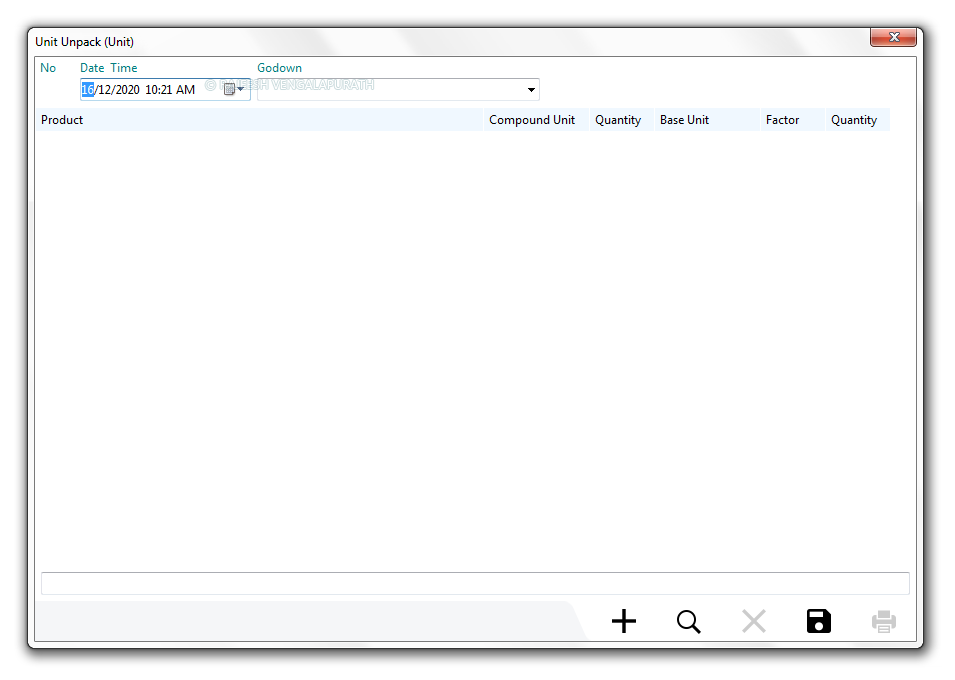 Unit Unpack (Unit)
No Date Time Godown
16/12/2020 10:21 AM
© RAJESH VENGALAPURATH
Product Compound Unit Quantity Base Unit Factor Quantity